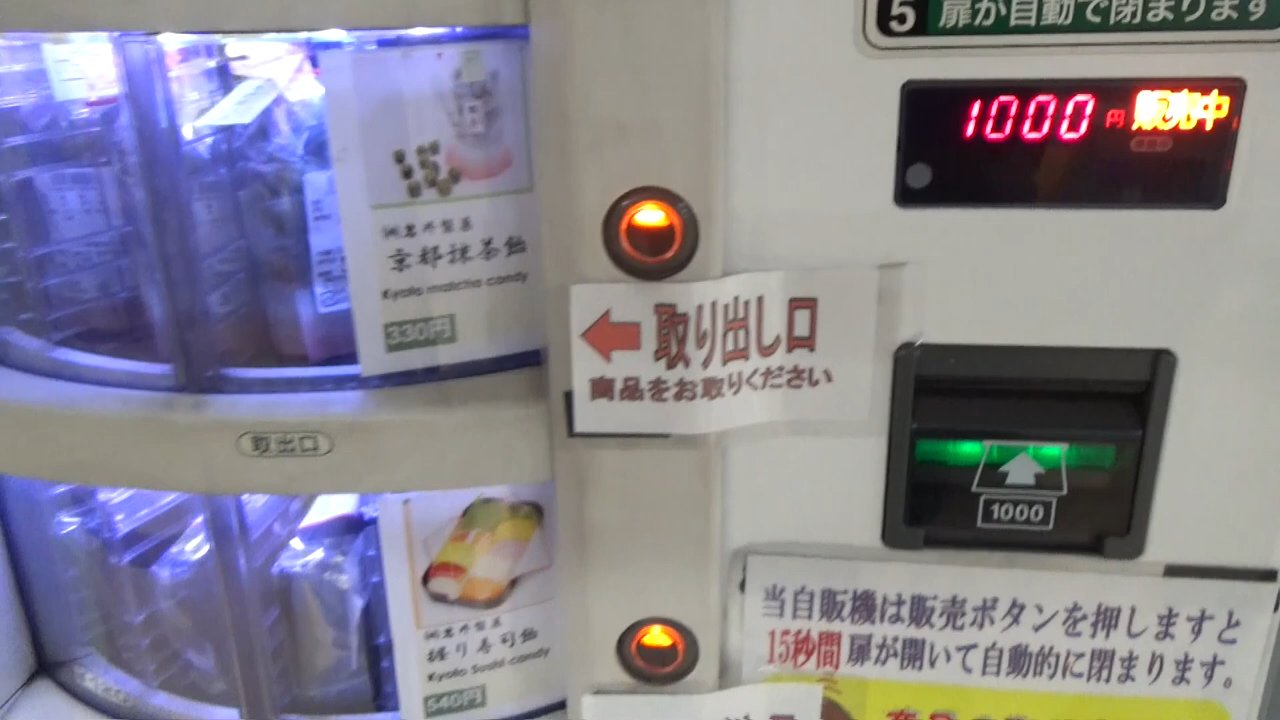 5 扉が自動で閉まります
1000 円 販売中
㈱岩井製菓
京都抹茶飴
Kyoto matcha candy
330円
取り出し口
商品をお取りください
取出口
1000
㈱岩井製菓
握り寿司飴
Kyoto Sushi candy
540円
当自販機は販売ボタンを押しますと
15秒間扉が開いて自動的に閉まります。